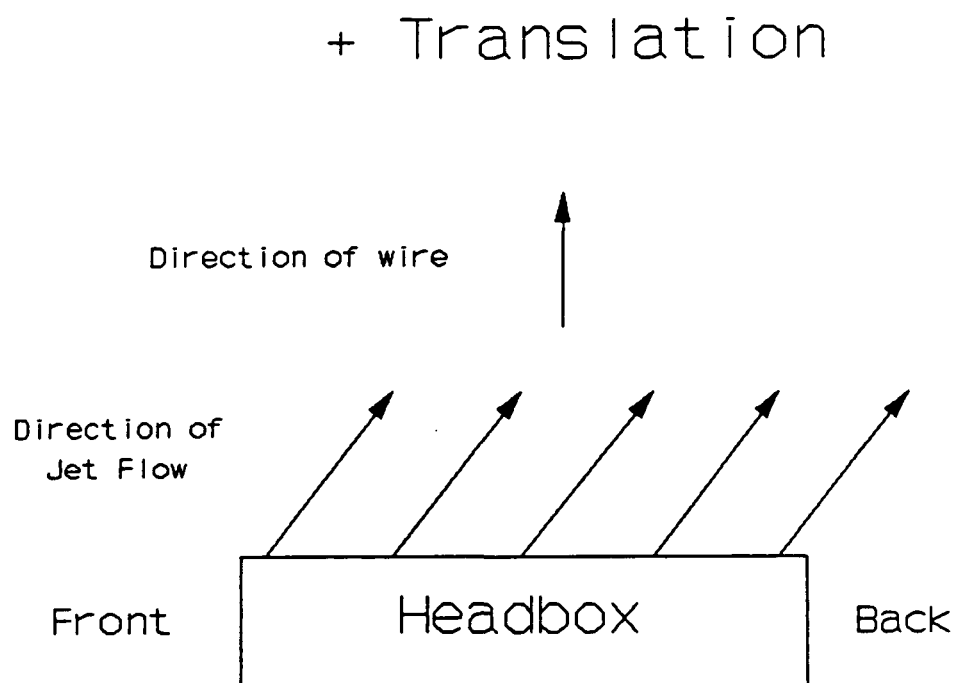 + Translation
Direction of wire
Direction of
Jet Flow
Front
Headbox
Back